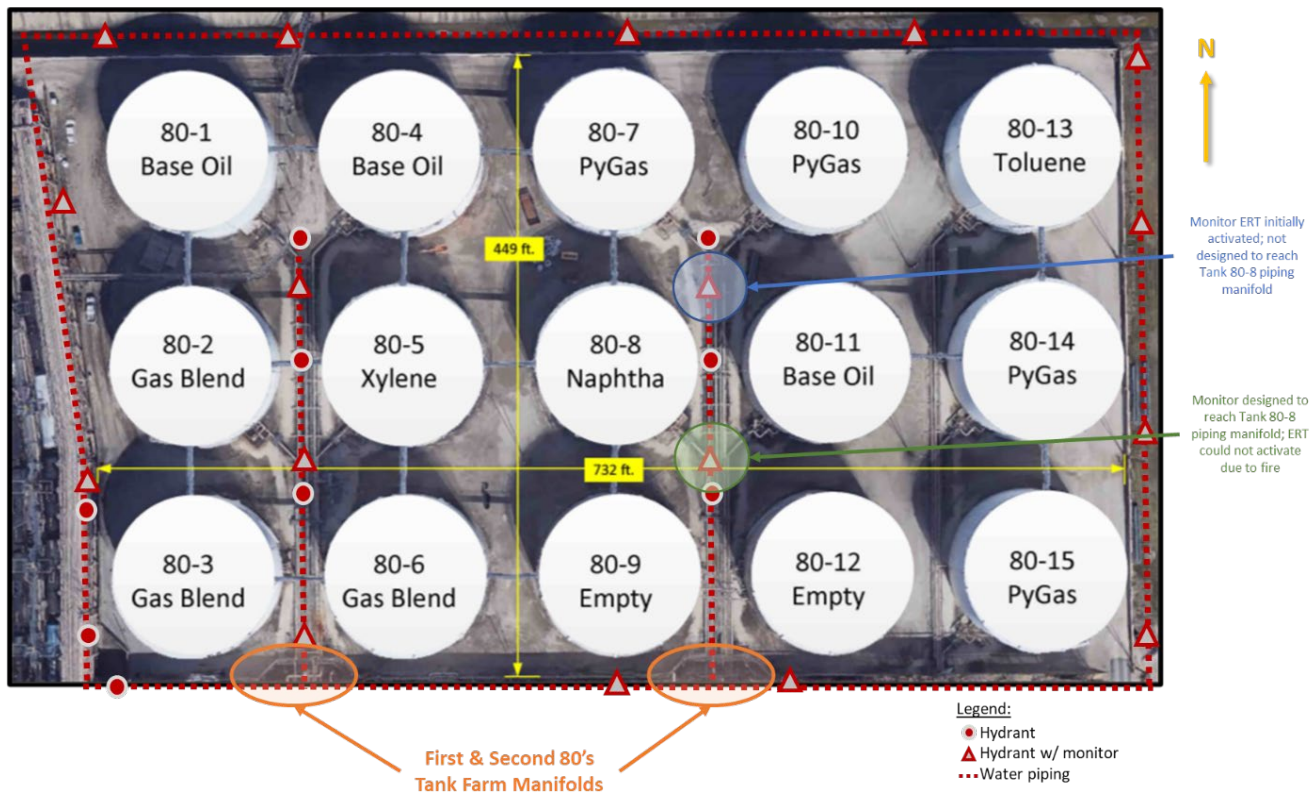 N
80-1
Base Oil
80-4
Base Oil
80-7
PyGas
80-10
PyGas
80-13
Toluene
449 ft.
Monitor ERT initially
activated; not
designed to reach
Tank 80-8 piping
manifold
80-2
Gas Blend
80-5
Xylene
80-8
Naphtha
80-11
Base Oil
80-14
PyGas
Monitor designed to
reach Tank 80-8
piping manifold; ERT
could not activate
due to fire
732 ft.
80-3
Gas Blend
80-6
Gas Blend
80-9
Empty
80-12
Empty
80-15
PyGas
First & Second 80's
Tank Farm Manifolds
Legend:
Hydrant
Hydrant w/ monitor
Water piping